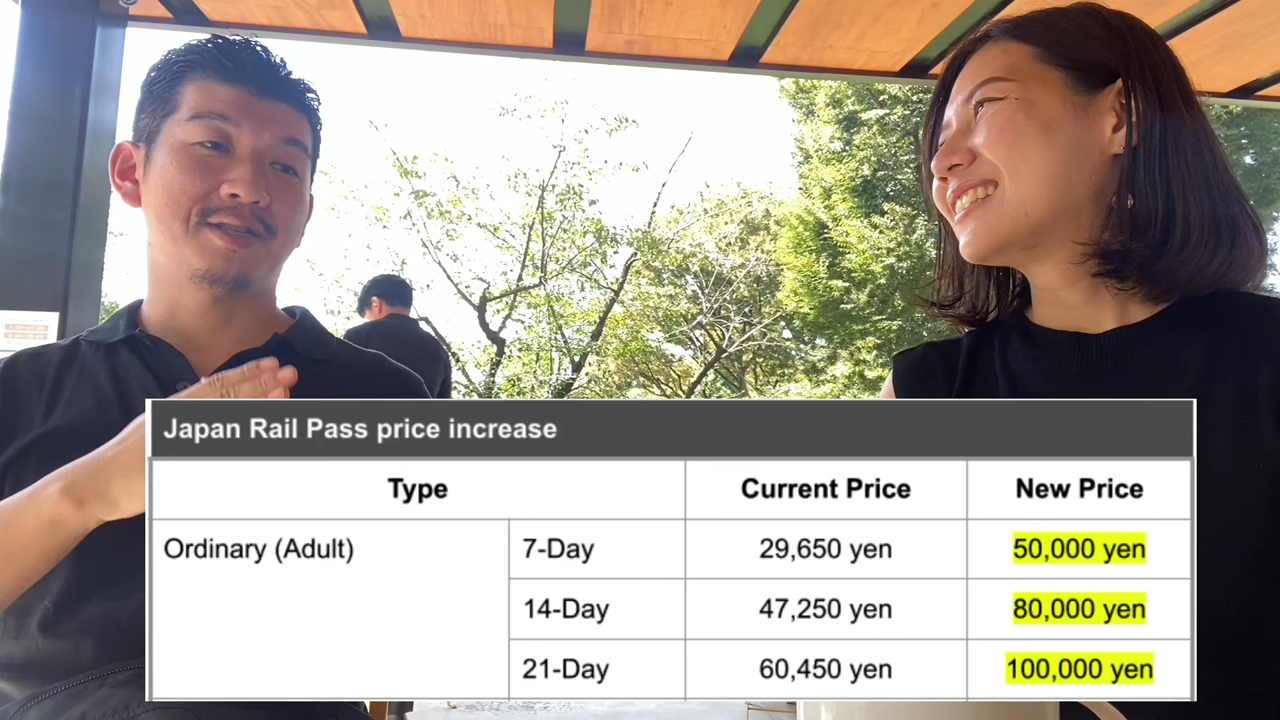 Japan Rail Pass price increase
Type Current Price New Price
Ordinary (Adult) 7-Day 29,650 yen 50,000 yen
14-Day 47,250 yen 80,000 yen
21-Day 60,450 yen 100,000 yen